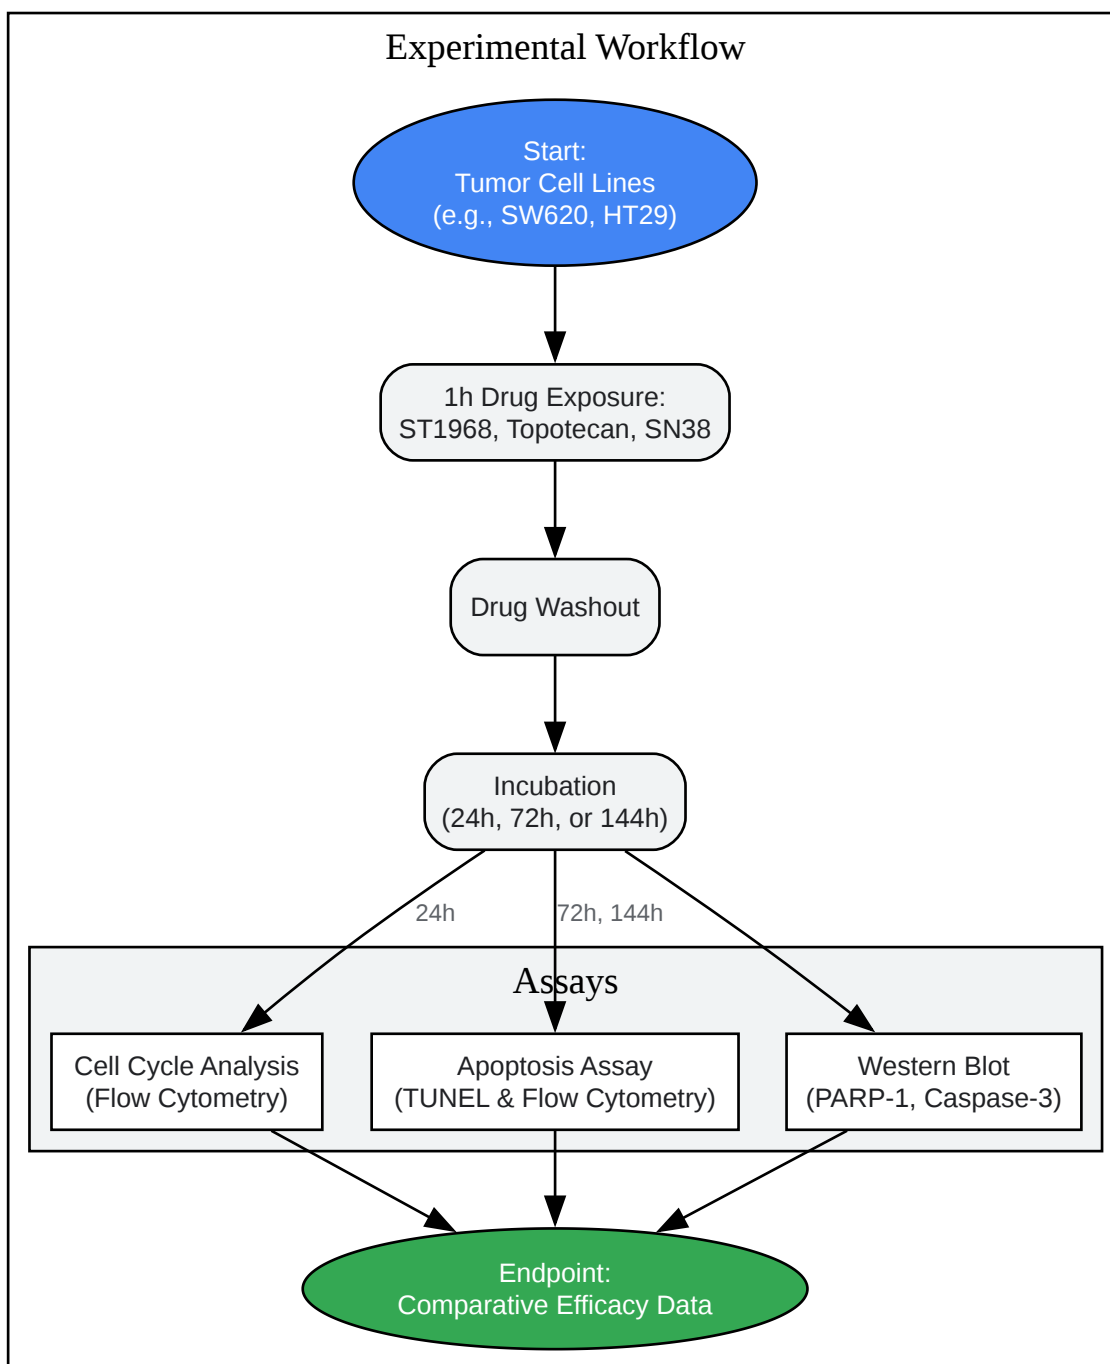 Experimental Workflow
Start:
Tumor Cell Lines
(e.g., SW620, HT29)
1h Drug Exposure:
ST1968, Topotecan, SN38
Drug Washout
Incubation
(24h, 72h, or 144h)
24h
72h, 144h
Assays
Cell Cycle Analysis
(Flow Cytometry)
Apoptosis Assay
(TUNEL & Flow Cytometry)
Western Blot
(PARP-1, Caspase-3)
Endpoint:
Comparative Efficacy Data